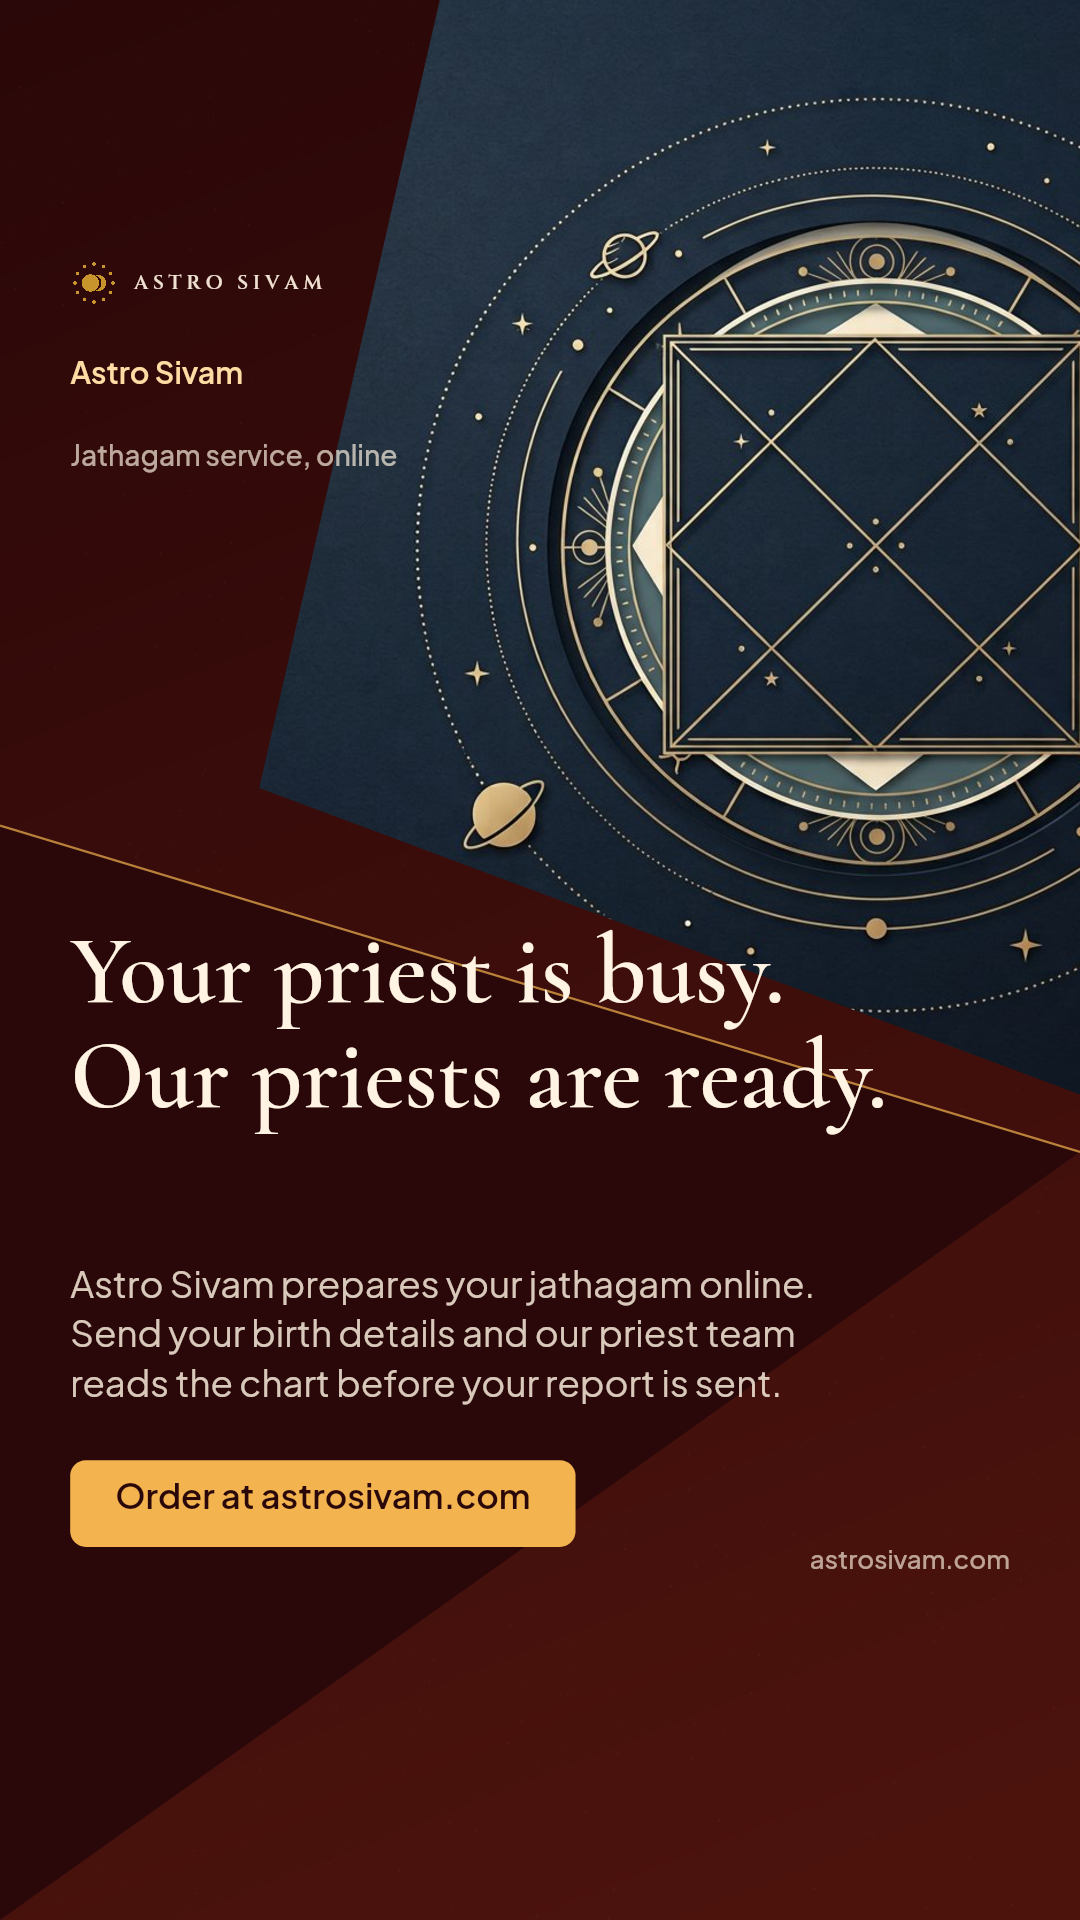 ASTRO SIVAM
Astro Sivam
Jathagam service, online
Your priest is busy.
Our priests are ready.
Astro Sivam prepares your jathagam online.
Send your birth details and our priest team
reads the chart before your report is sent.
Order at astrosivam.com
astrosivam.com